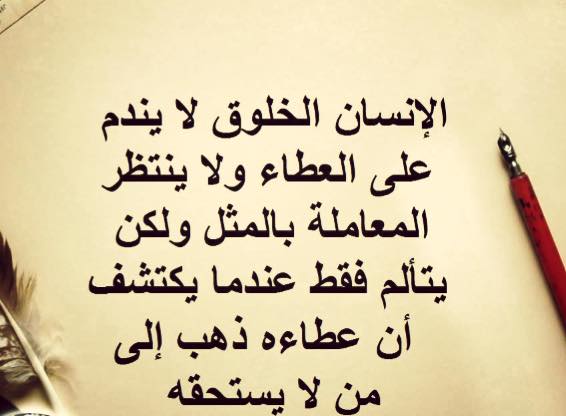 الإنسان الخلوق لا يندم
على العطاء ولا ينتظر
المعاملة بالمثل ولكن
يتألم فقط عندما يكتشف
أن عطاءه ذهب إلى
من لا يستحقه